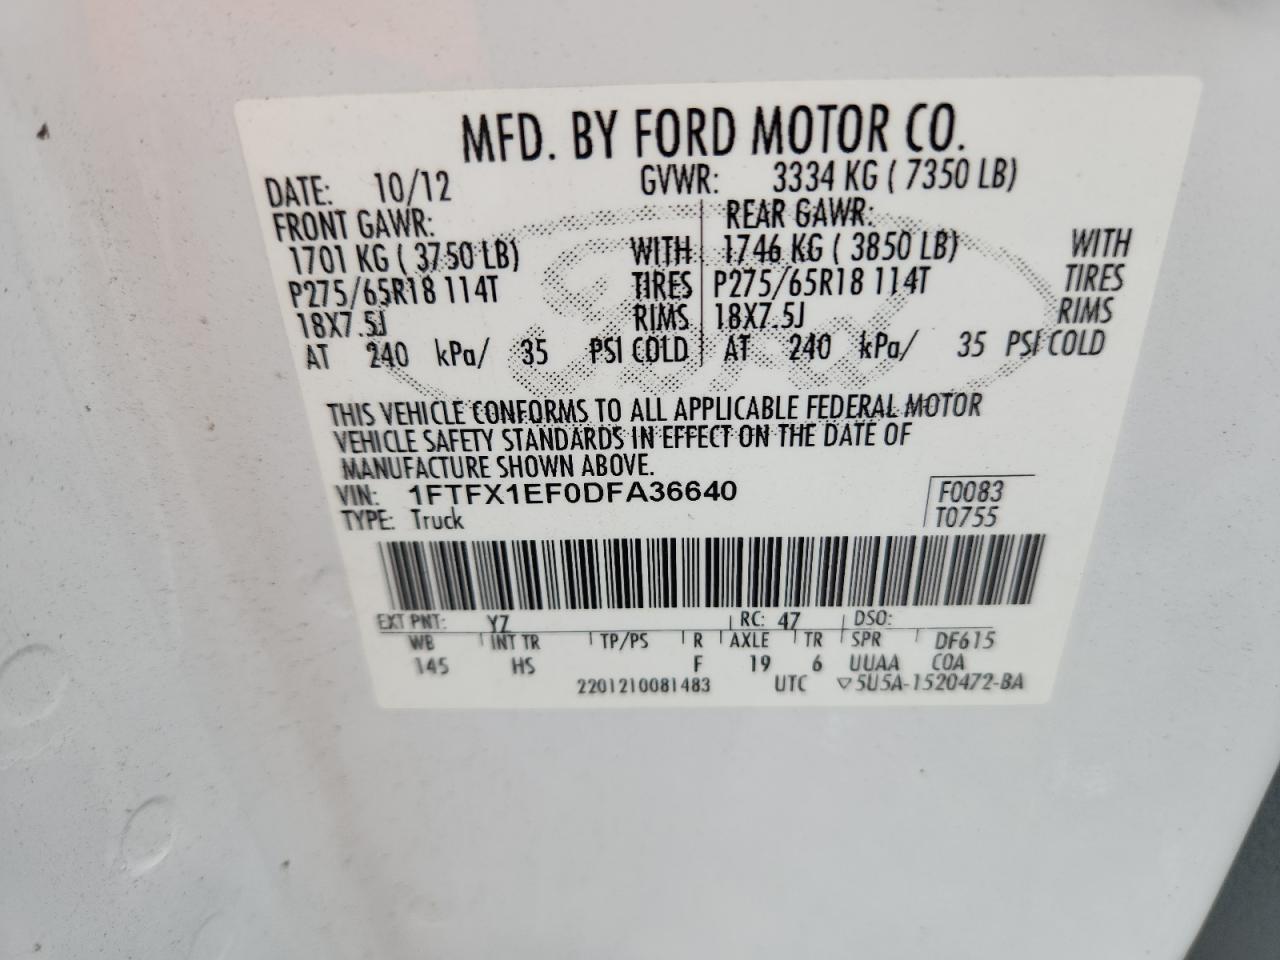 MFD. BY FORD MOTOR CO.
DATE: 10/12 GVWR: 3334 KG ( 7350 LB)
FRONT GAWR: REAR GAWR:
1701 KG ( 3750 LB) WITH 1746 KG ( 3850 LB) WITH
P275/65R18 114T TIRES P275/65R18 114T TIRES
18X7.5J RIMS 18X7.5J RIMS
AT 240 kPa/ 35 PSI COLD AT 240 kPa/ 35 PSI COLD
Ford
THIS VEHICLE CONFORMS TO ALL APPLICABLE FEDERAL MOTOR
VEHICLE SAFETY STANDARDS IN EFFECT ON THE DATE OF
MANUFACTURE SHOWN ABOVE.
VIN: 1FTFX1EF0DFA36640 F0083
TYPE: Truck T0755
EXT PNT: YZ RC: 47 DSO:
WB INT TR TP/PS R AXLE TR SPR DF615
145 HS F 19 6 UUAA COA
2201210081483 UTC ▽5U5A-1520472-BA